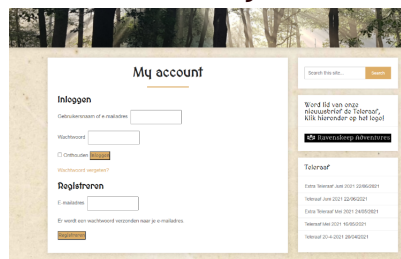 My account
Inloggen
Gebruikersnaam of e-mailadres
Wachtwoord
Onthouden Inloggen
Wachtwoord vergeten?
Registreren
E-mailadres
Er wordt een wachtwoord verzonden naar je e-mailadres.
Registreren
Search this site...
Search
Word lid van onze
nieuwsbrief de Teleraaf,
Klik hieronder op het logo!
Ravenskeep Adventures
Teleraaf
Extra Teleraaf Juni 2021 22/06/2021
Teleraaf Juni 2021 22/06/2021
Extra Teleraaf Mei 2021 24/05/2021
Teleraaf Mei 2021 16/05/2021
Teleraaf 20-4-2021 26/04/2021